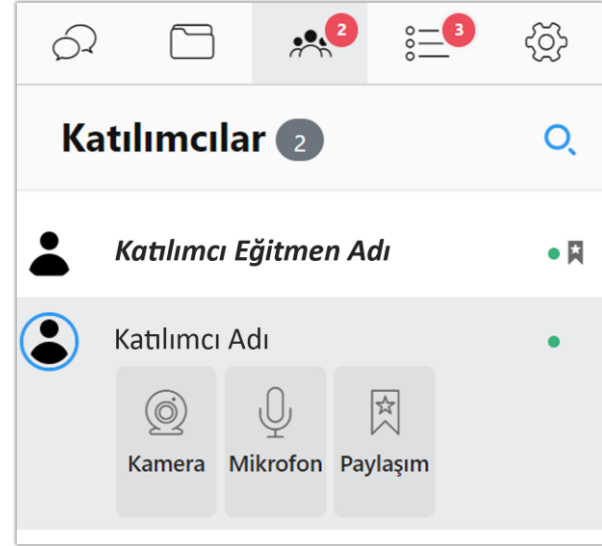 2 3
Katılımcılar 2
Katılımcı Eğitmen Adı
Katılımcı Adı
Kamera Mikrofon Paylaşım